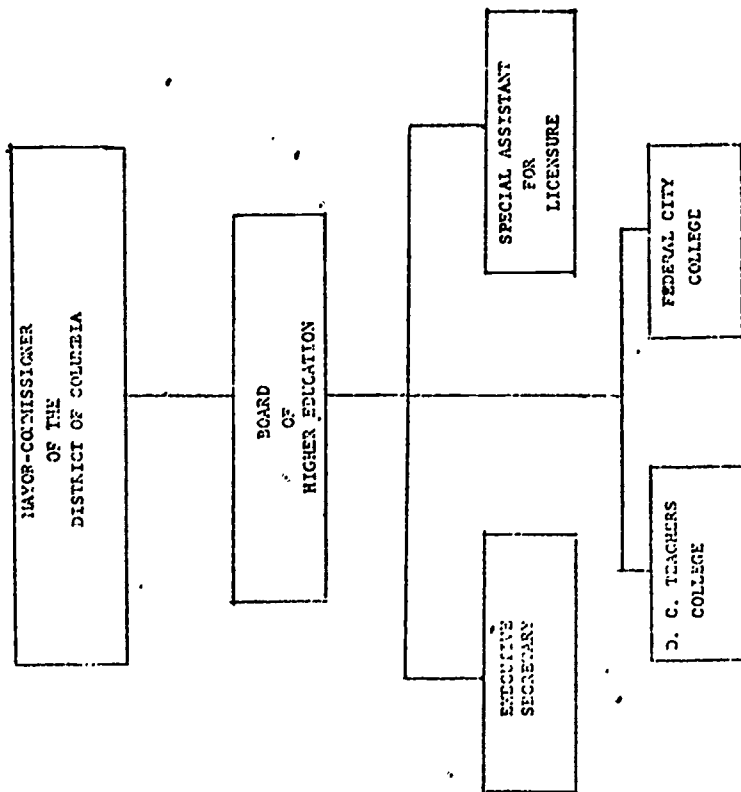 MAYOR-COMMISSIONER
OF THE
DISTRICT OF COLUMBIA
BOARD
OF
HIGHER EDUCATION
EXECUTIVE
SECRETARY
SPECIAL ASSISTANT
FOR
LICENSURE
D. C. TEACHERS
COLLEGE
FEDERAL CITY
COLLEGE